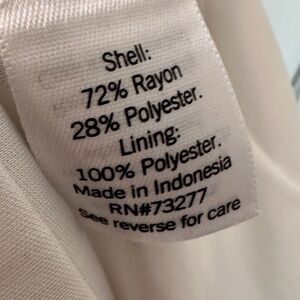 Shell:
72% Rayon
28% Polyester.
Lining:
100% Polyester.
Made in Indonesia
RN#73277
See reverse for care